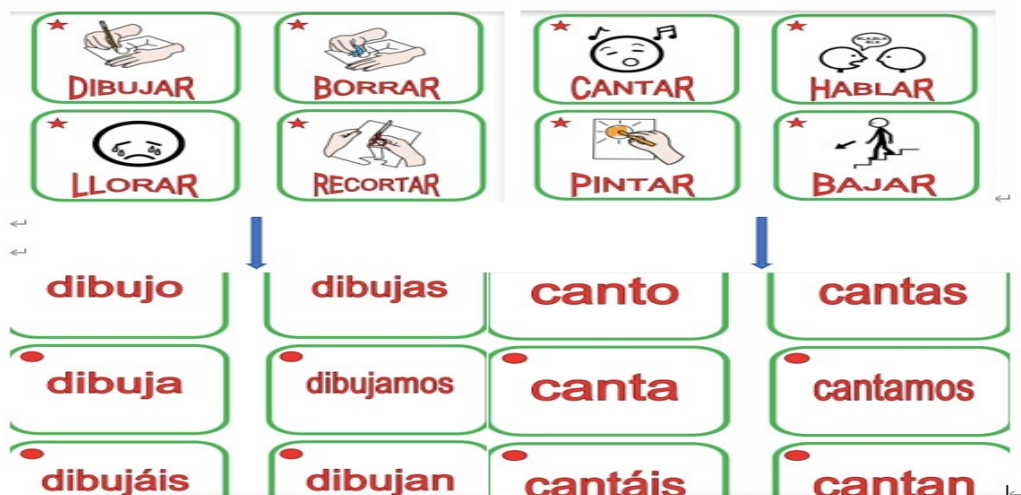 DIBUJAR BORRAR CANTAR HABLAR
LLORAR RECORTAR PINTAR BAJAR
dibujo dibujas canto cantas
dibuja dibujamos canta cantamos
dibujáis dibujan cantáis cantan